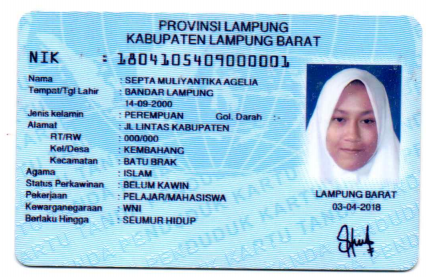 PROVINSI LAMPUNG
KABUPATEN LAMPUNG BARAT
NIK : 1804105409000001
Nama : SEPTA MULIYANTIKA AGELIA
Tempat/Tgl Lahir : BANDAR LAMPUNG
14-09-2000
Jenis kelamin : PEREMPUAN Gol. Darah : -
Alamat : JL LINTAS KABUPATEN
RT/RW : 000/000
Kel/Desa : KEMBAHANG
Kecamatan : BATU BRAK
Agama : ISLAM
Status Perkawinan : BELUM KAWIN
Pekerjaan : PELAJAR/MAHASISWA
Kewarganegaraan : WNI
Berlaku Hingga : SEUMUR HIDUP
LAMPUNG BARAT
03-04-2018